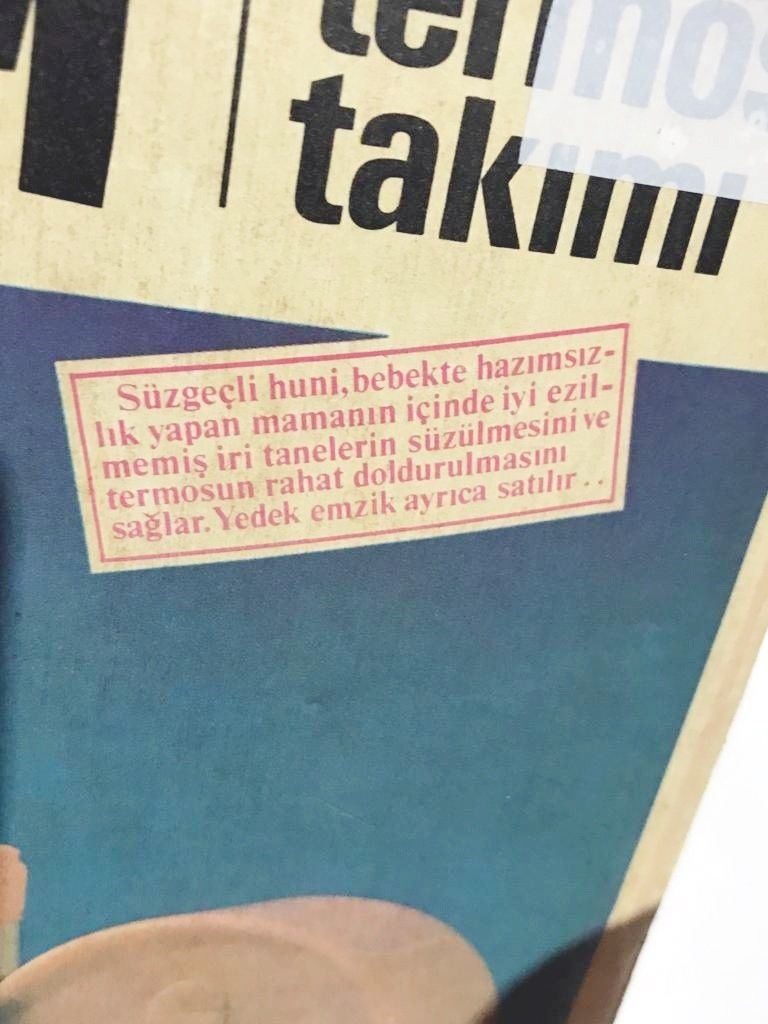 termos
takımı
Süzgeçli huni, bebekte hazımsız-
lık yapan mamanın içinde iyi ezil-
memiş iri tanelerin süzülmesini ve
termosun rahat doldurulmasını
sağlar. Yedek emzik ayrıca satılır..